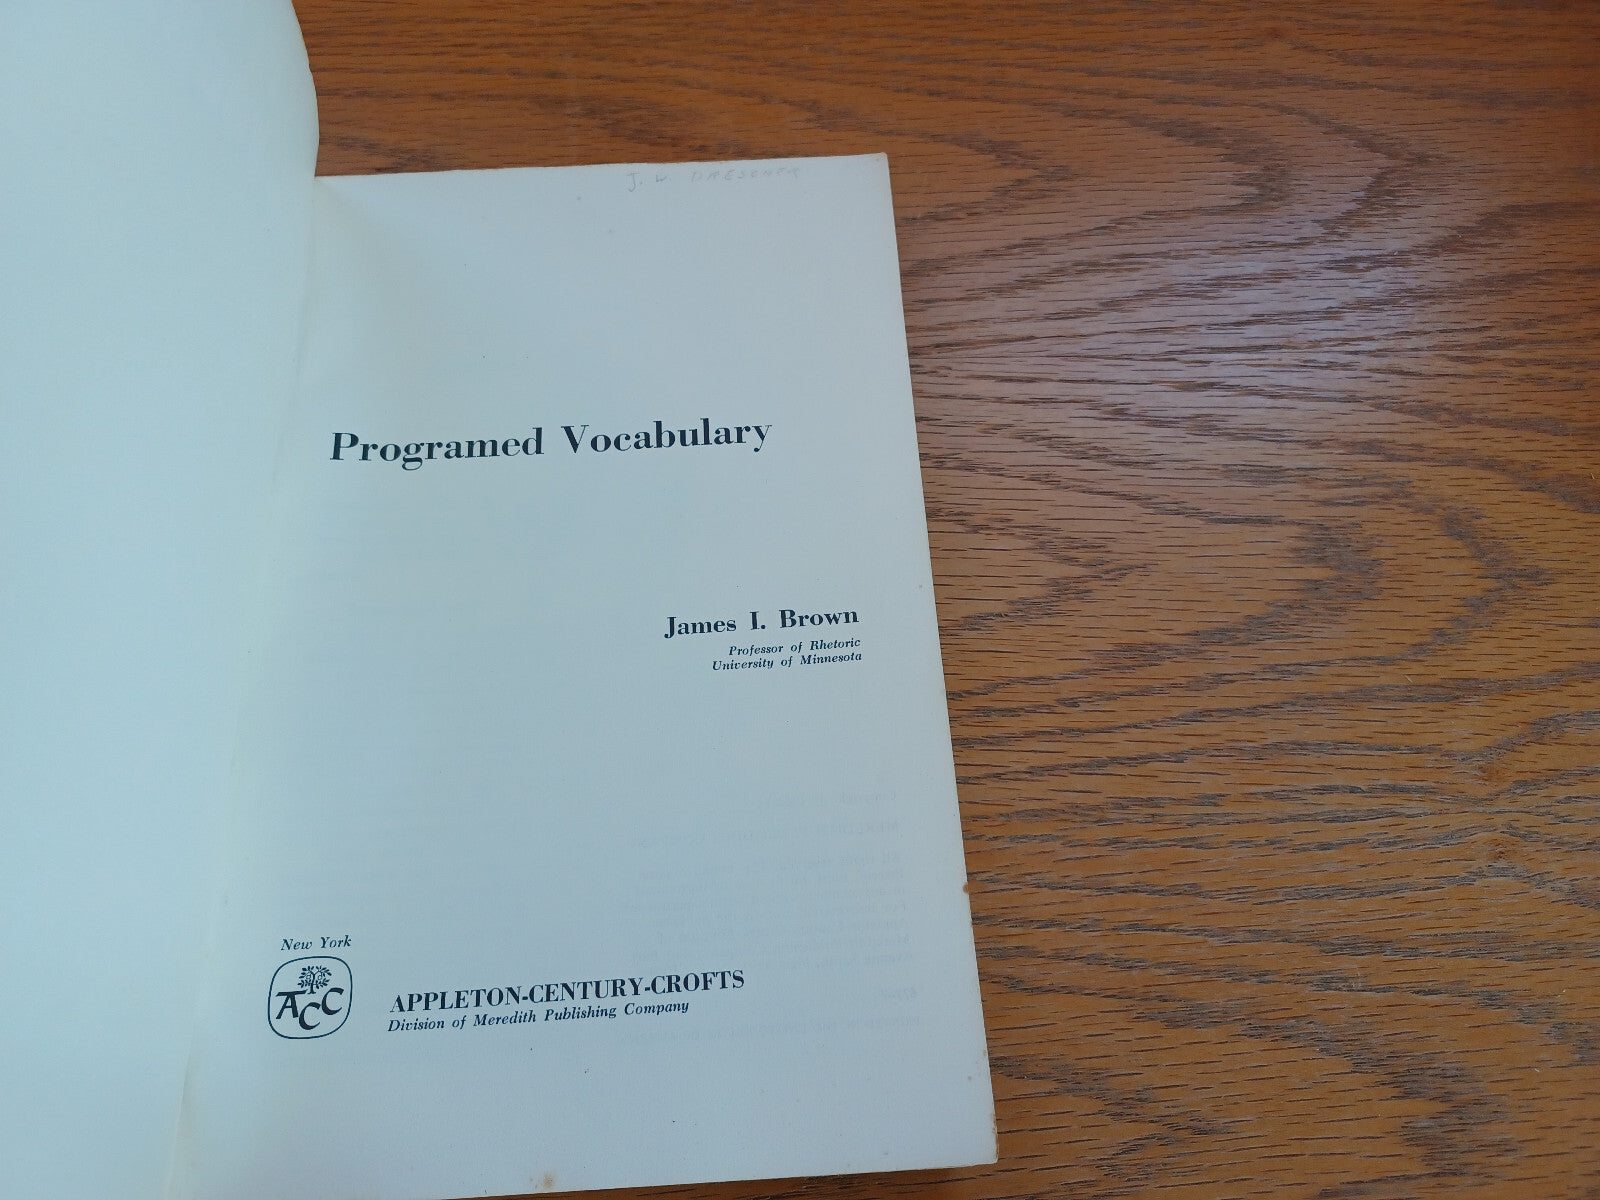 J. W. DRESCHER
Programed Vocabulary
James I. Brown
Professor of Rhetoric
University of Minnesota
New York
ACC
APPLETON-CENTURY-CROFTS
Division of Meredith Publishing Company